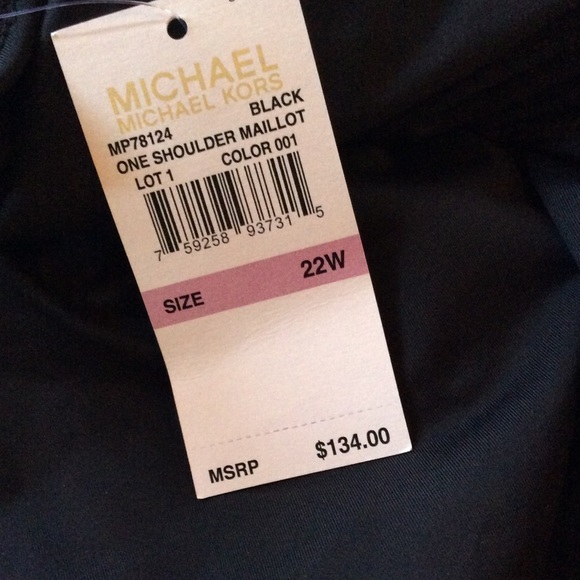 MICHAEL
MICHAEL KORS
MP78124 BLACK
ONE SHOULDER MAILLOT
LOT 1 COLOR 001
7 59258 93731 5
SIZE 22W
MSRP $134.00